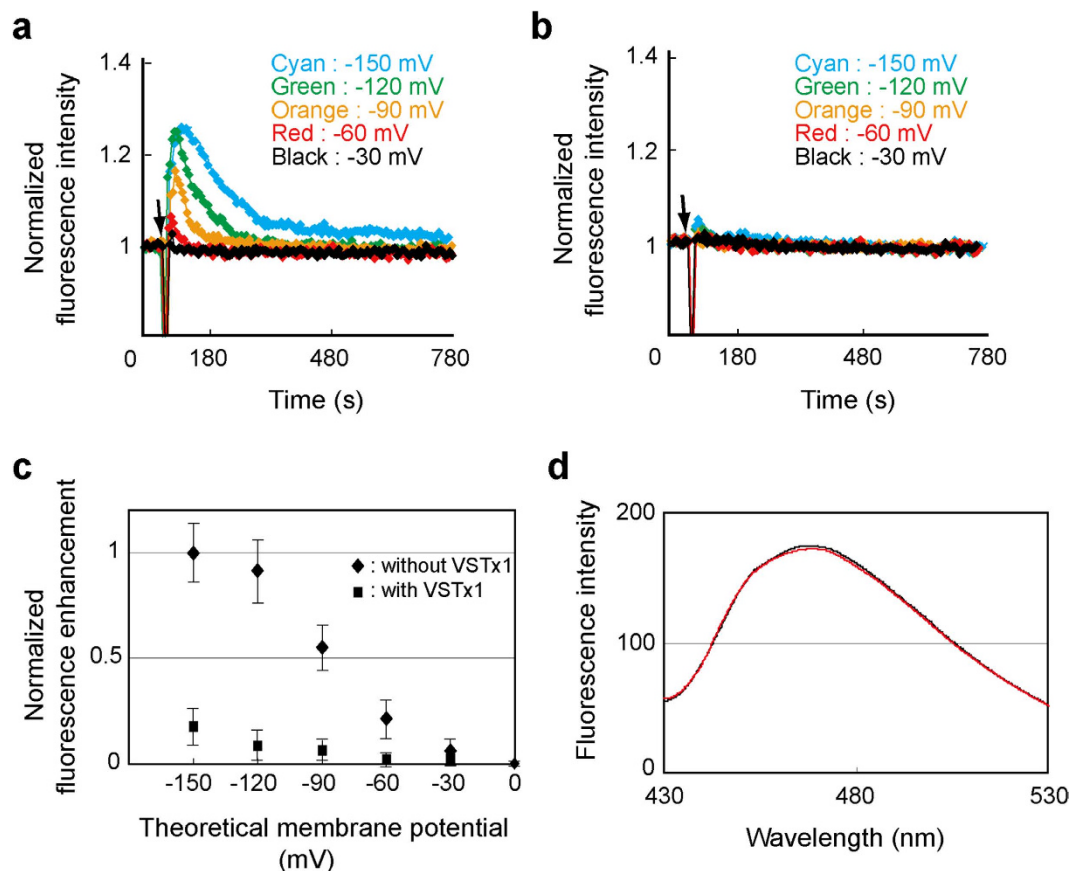 a
1.4
1.2
1
Normalized
fluorescence intensity
Cyan : -150 mV
Green : -120 mV
Orange : -90 mV
Red : -60 mV
Black : -30 mV
0
180
480
780
Time (s)
b
1.4
1.2
1
Normalized
fluorescence intensity
Cyan : -150 mV
Green : -120 mV
Orange : -90 mV
Red : -60 mV
Black : -30 mV
0
180
480
780
Time (s)
c
Normalized
fluorescence enhancement
1
0.5
0
: without VSTx1
: with VSTx1
-150
-120
-90
-60
-30
0
Theoretical membrane potential
(mV)
d
Fluorescence intensity
200
100
0
430
480
530
Wavelength (nm)